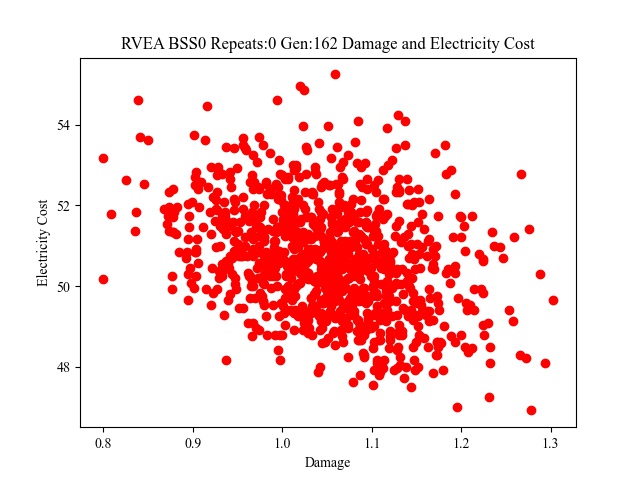 RVEA BSS0 Repeats:0 Gen:162 Damage and Electricity Cost
Electricity Cost
54
52
50
48
0.8 0.9 1.0 1.1 1.2 1.3
Damage